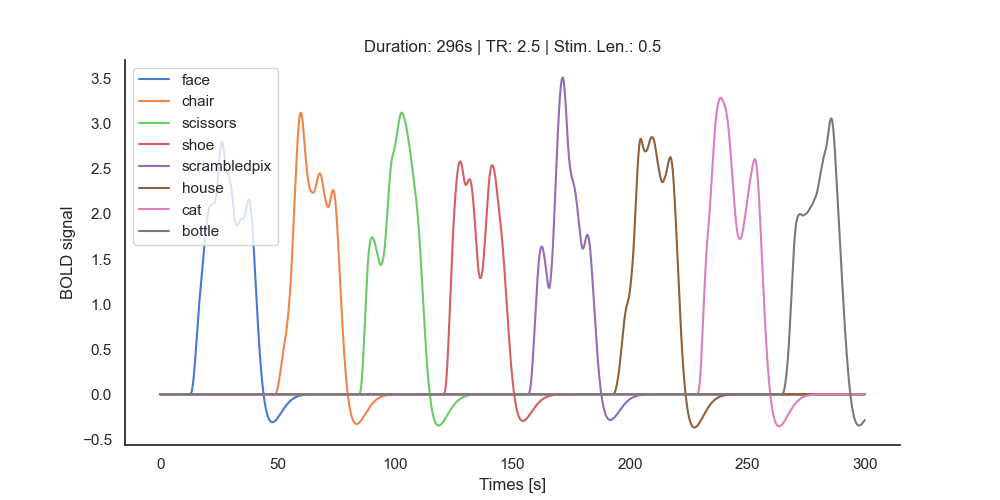 Duration: 296s | TR: 2.5 | Stim. Len.: 0.5
face
chair
scissors
shoe
scrambledpix
house
cat
bottle
BOLD signal
3.5
3.0
2.5
2.0
1.5
1.0
0.5
0.0
−0.5
0 50 100 150 200 250 300
Times [s]